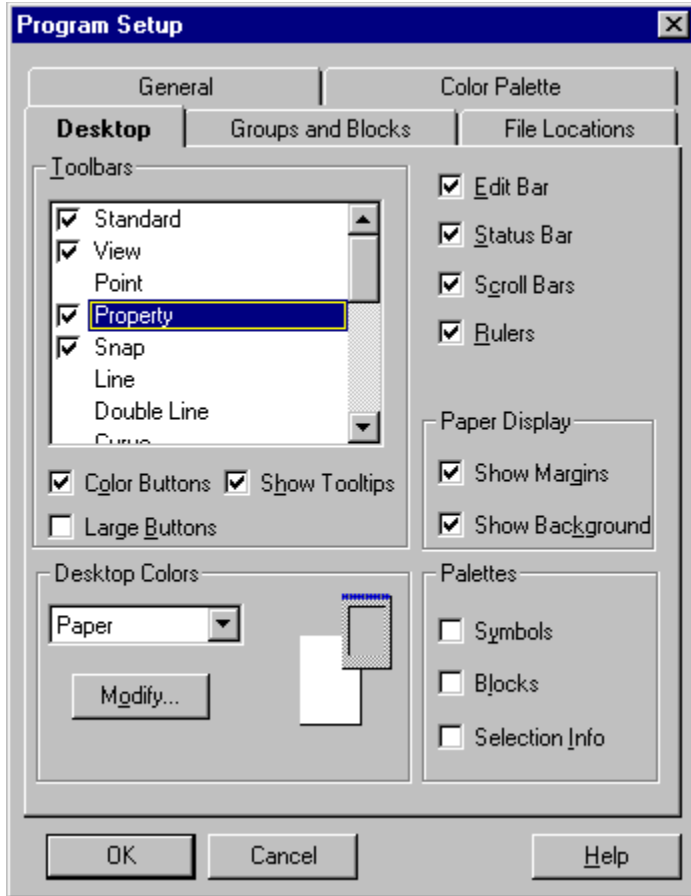 Program Setup
General
Color Palette
Desktop
Groups and Blocks
File Locations
Toolbars
Standard
View
Point
Property
Snap
Line
Double Line
Color Buttons
Show Tooltips
Large Buttons
Edit Bar
Status Bar
Scroll Bars
Rulers
Paper Display
Show Margins
Show Background
Desktop Colors
Paper
Modify...
Palettes
Symbols
Blocks
Selection Info
OK
Cancel
Help